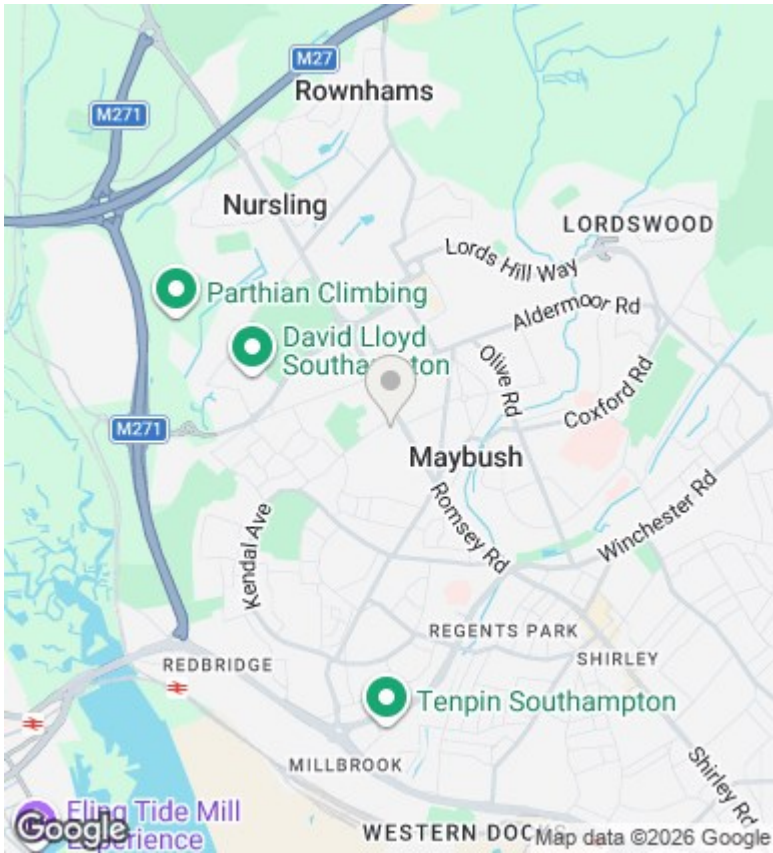 M27
Rownhams
M271
Nursling
LORDSWOOD
Lords Hill Way
Parthian Climbing
Aldermoor Rd
David Lloyd
Southampton
Olive Rd
Coxford Rd
M271
Maybush
Romsey Rd
Winchester Rd
Kendal Ave
REGENTS PARK
SHIRLEY
REDBRIDGE
Tenpin Southampton
MILLBROOK
Shirley Rd
Eling Tide Mill
Experience
Google
WESTERN DOCKS
Map data ©2026 Google